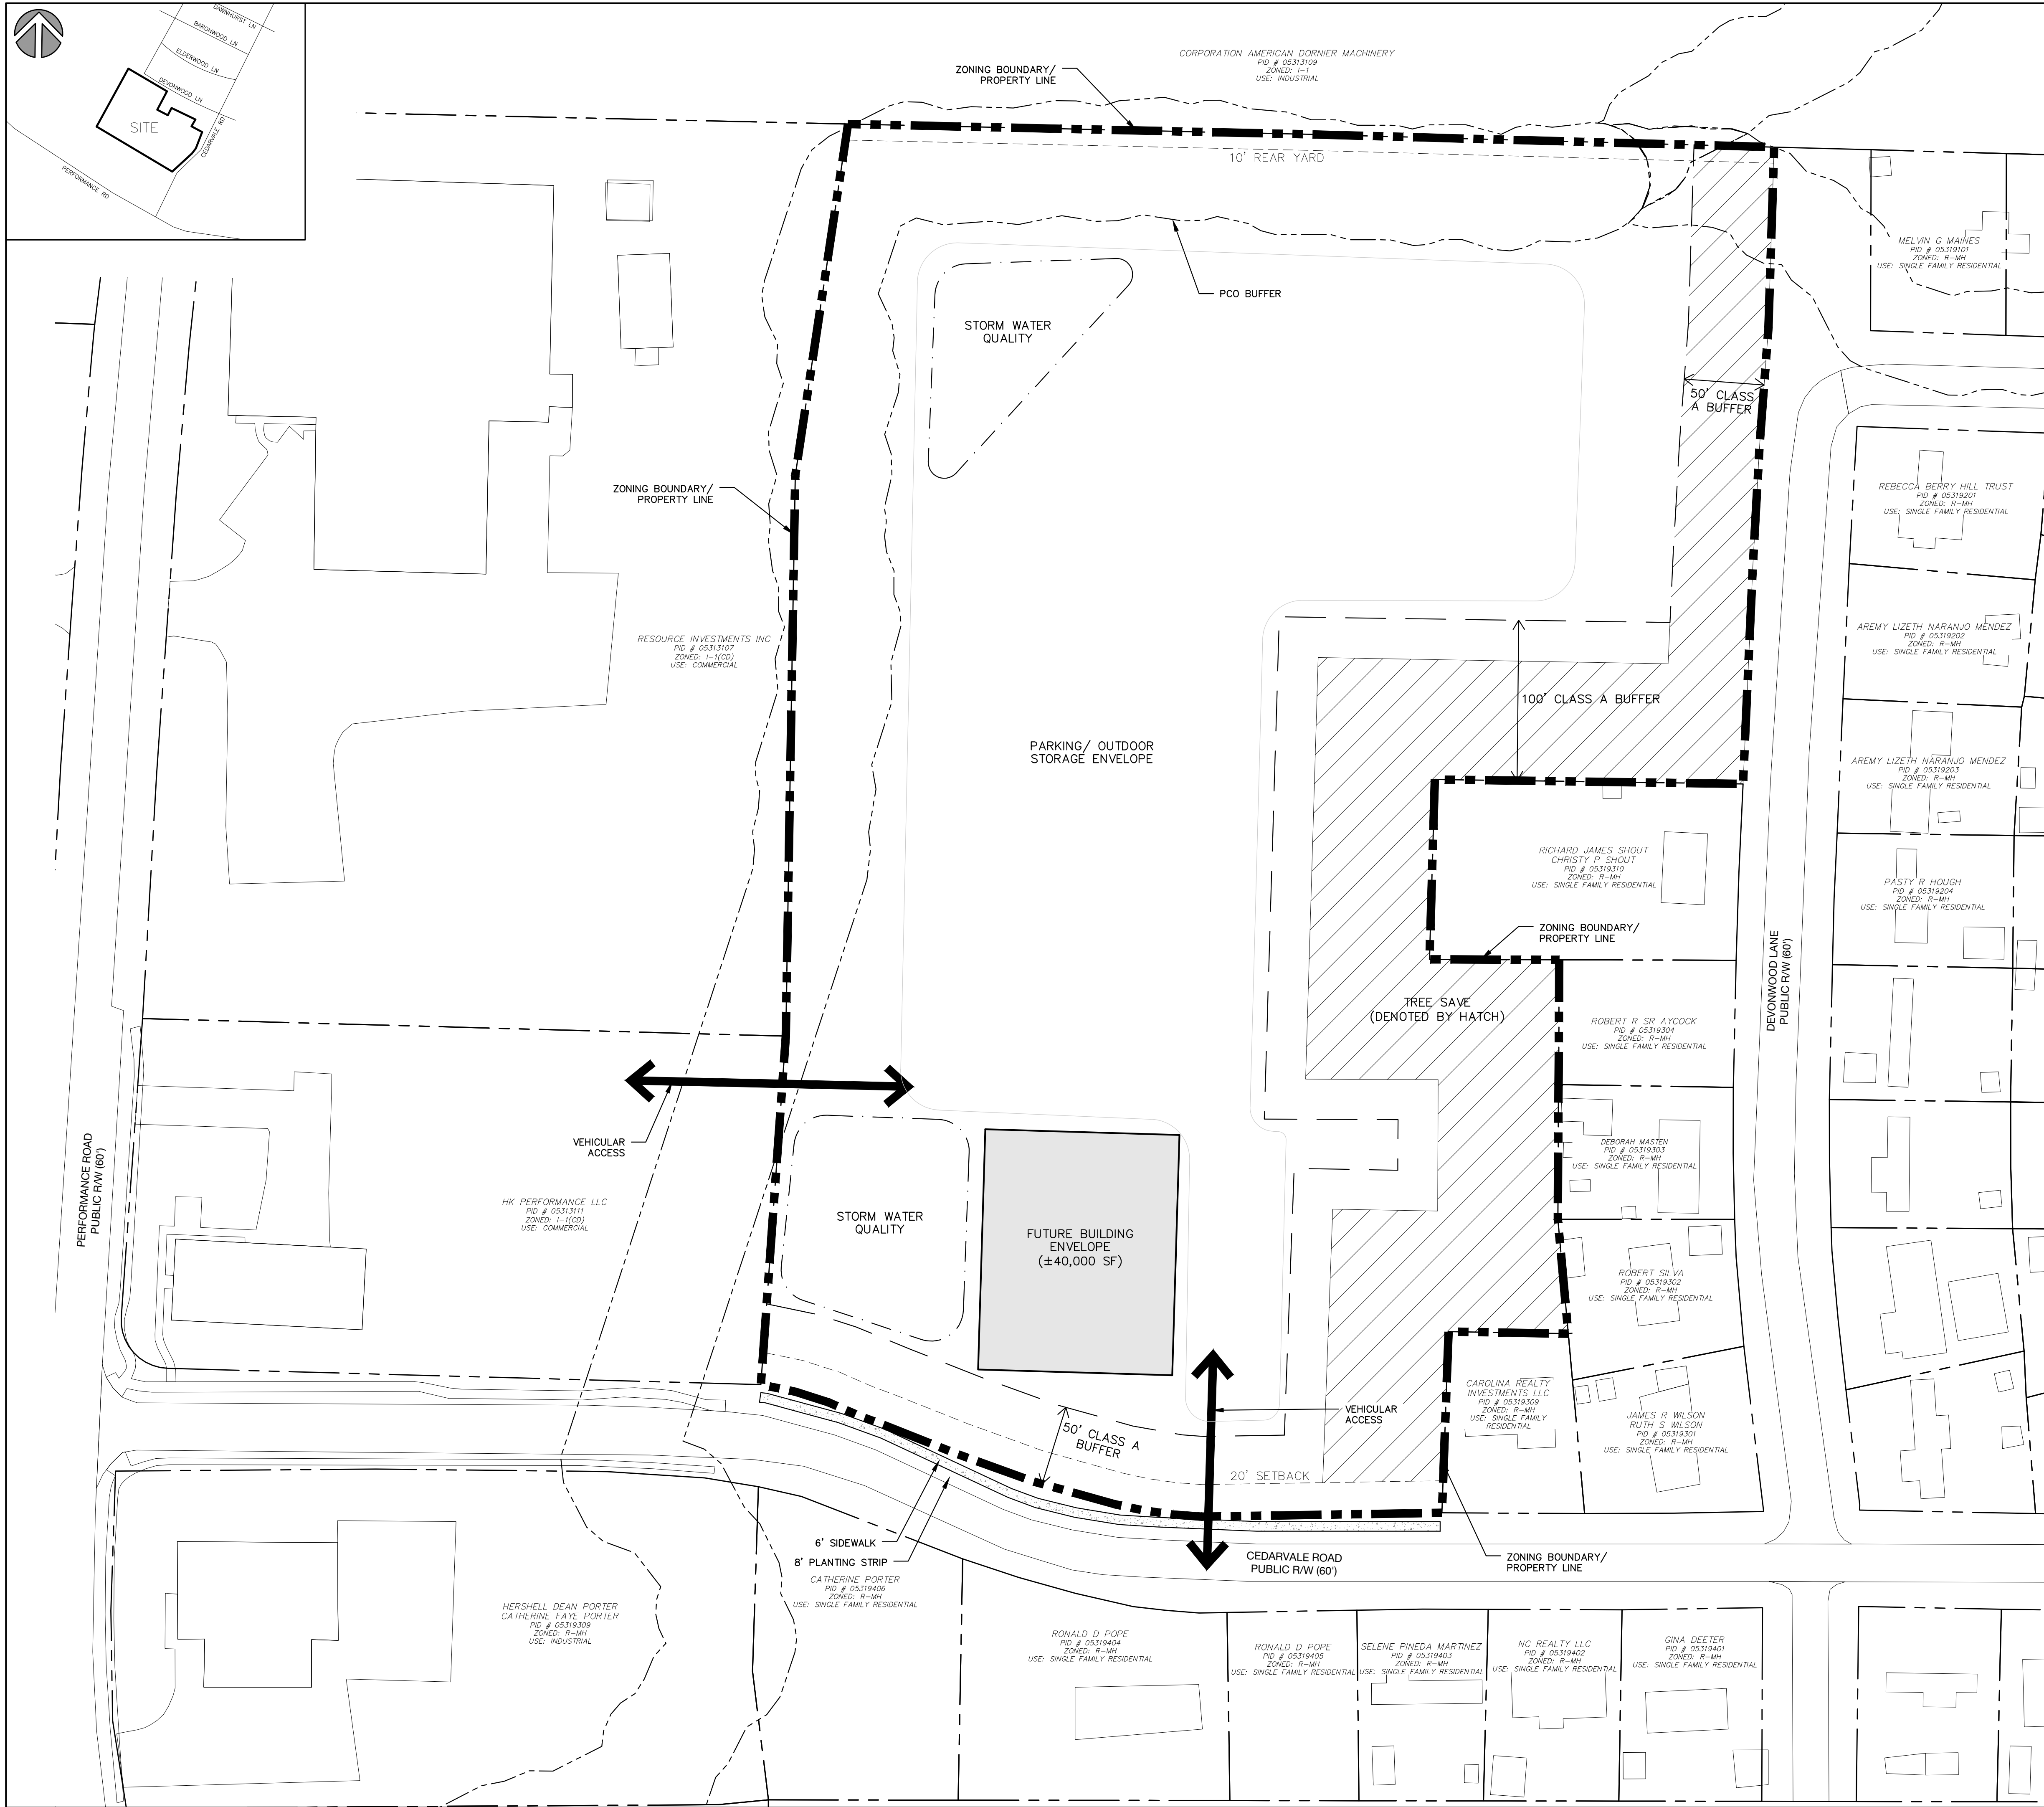 DAWNHURST LN
BARONWOOD LN
ELDERWOOD LN
DEVONWOOD LN
SITE
CEDARVALE RD
PERFORMANCE RD
CORPORATION AMERICAN DORNIER MACHINERY
PID # 05313109
ZONED: I-1
USE: INDUSTRIAL
ZONING BOUNDARY/
PROPERTY LINE
10' REAR YARD
MELVIN G MAINES
PID # 05319101
ZONED: R-MH
USE: SINGLE FAMILY RESIDENTIAL
PCO BUFFER
STORM WATER
QUALITY
50' CLASS
A BUFFER
ZONING BOUNDARY/
PROPERTY LINE
REBECCA BERRY HILL TRUST
PID # 05319201
ZONED: R-MH
USE: SINGLE FAMILY RESIDENTIAL
RESOURCE INVESTMENTS INC
PID # 05313107
ZONED: I-1(CD)
USE: COMMERCIAL
AREMY LIZETH NARANJO MENDEZ
PID # 05319202
ZONED: R-MH
USE: SINGLE FAMILY RESIDENTIAL
100' CLASS A BUFFER
PARKING/ OUTDOOR
STORAGE ENVELOPE
AREMY LIZETH NARANJO MENDEZ
PID # 05319203
ZONED: R-MH
USE: SINGLE FAMILY RESIDENTIAL
RICHARD JAMES SHOUT
CHRISTY P SHOUT
PID # 05319310
ZONED: R-MH
USE: SINGLE FAMILY RESIDENTIAL
PASTY R HOUGH
PID # 05319204
ZONED: R-MH
USE: SINGLE FAMILY RESIDENTIAL
ZONING BOUNDARY/
PROPERTY LINE
DEVONWOOD LANE
PUBLIC R/W (60')
TREE SAVE
(DENOTED BY HATCH)
ROBERT R SR AYCOCK
PID # 05319304
ZONED: R-MH
USE: SINGLE FAMILY RESIDENTIAL
VEHICULAR
ACCESS
DEBORAH MASTEN
PID # 05319303
ZONED: R-MH
USE: SINGLE FAMILY RESIDENTIAL
PERFORMANCE ROAD
PUBLIC R/W (60')
HK PERFORMANCE LLC
PID # 05313111
ZONED: I-1(CD)
USE: COMMERCIAL
STORM WATER
QUALITY
FUTURE BUILDING
ENVELOPE
(±40,000 SF)
ROBERT SILVA
PID # 05319302
ZONED: R-MH
USE: SINGLE FAMILY RESIDENTIAL
CAROLINA REALTY
INVESTMENTS LLC
PID # 05319309
ZONED: R-MH
USE: SINGLE FAMILY
RESIDENTIAL
VEHICULAR
ACCESS
JAMES R WILSON
RUTH S WILSON
PID # 05319301
ZONED: R-MH
USE: SINGLE FAMILY RESIDENTIAL
50' CLASS A
BUFFER
20' SETBACK
6' SIDEWALK
8' PLANTING STRIP
CEDARVALE ROAD
PUBLIC R/W (60')
ZONING BOUNDARY/
PROPERTY LINE
CATHERINE PORTER
PID # 05319406
ZONED: R-MH
USE: SINGLE FAMILY RESIDENTIAL
HERSHELL DEAN PORTER
CATHERINE FAYE PORTER
PID # 05319309
ZONED: R-MH
USE: INDUSTRIAL
RONALD D POPE
PID # 05319404
ZONED: R-MH
USE: SINGLE FAMILY RESIDENTIAL
RONALD D POPE
PID # 05319405
ZONED: R-MH
USE: SINGLE FAMILY RESIDENTIAL
SELENE PINEDA MARTINEZ
PID # 05319403
ZONED: R-MH
USE: SINGLE FAMILY RESIDENTIAL
NC REALTY LLC
PID # 05319402
ZONED: R-MH
USE: SINGLE FAMILY RESIDENTIAL
GINA DEETER
PID # 05319401
ZONED: R-MH
USE: SINGLE FAMILY RESIDENTIAL